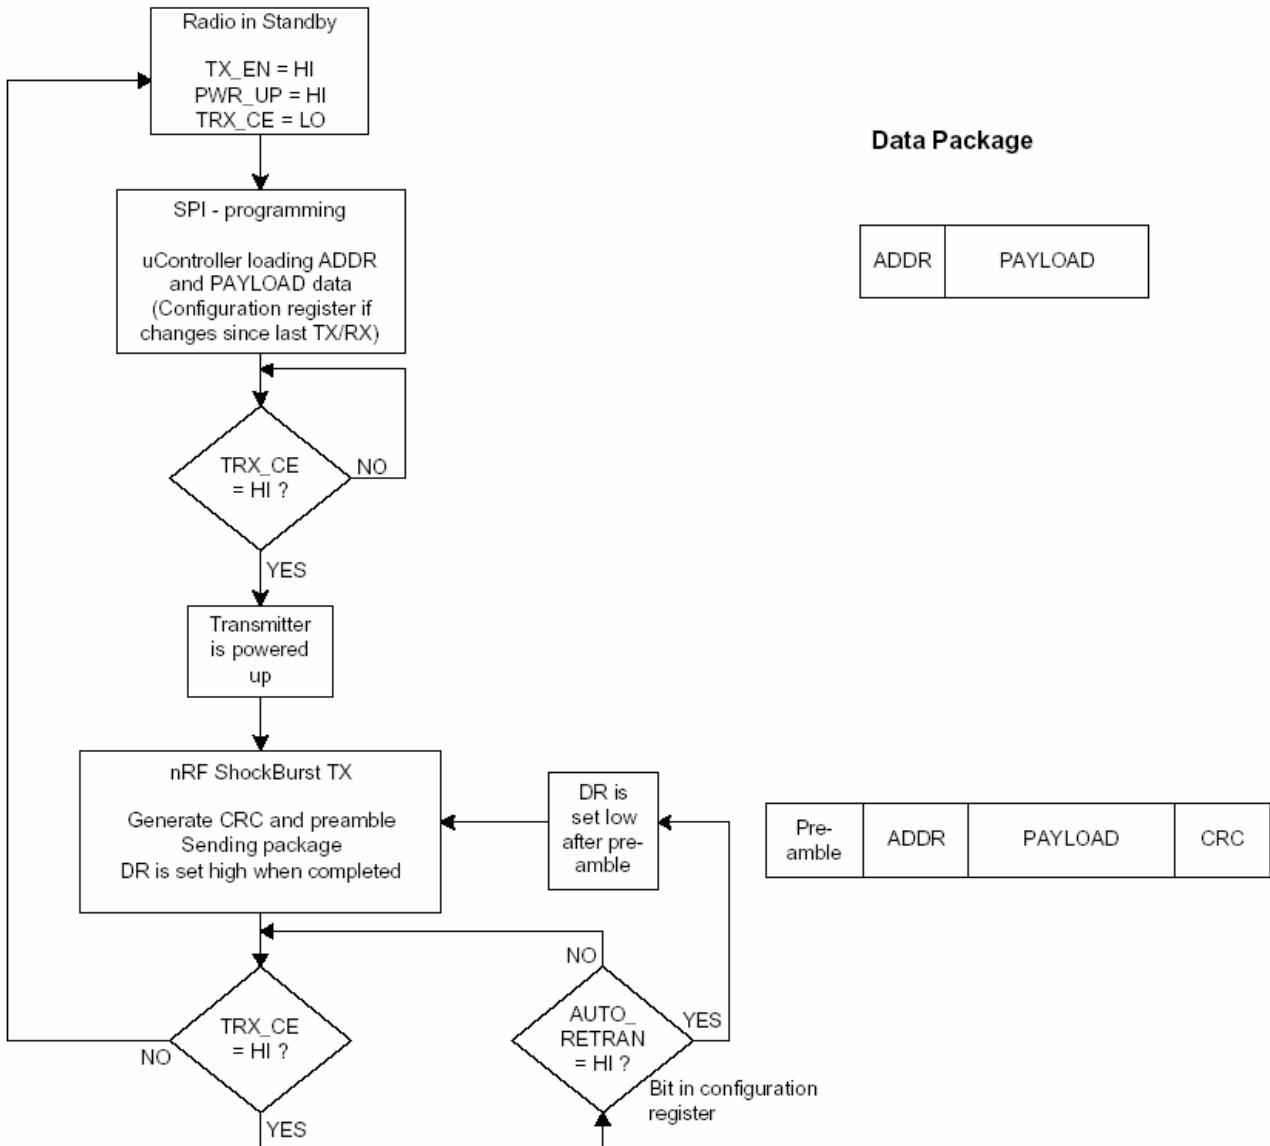 Radio in Standby
TX_EN = HI
PWR_UP = HI
TRX_CE = LO
Data Package
SPI - programming
uController loading ADDR
and PAYLOAD data
(Configuration register if
changes since last TX/RX)
ADDR
PAYLOAD
TRX_CE
= HI ?
NO
YES
Transmitter
is powered
up
nRF ShockBurst TX
Generate CRC and preamble
Sending package
DR is set high when completed
DR is
set low
after pre-
amble
Pre-
amble
ADDR
PAYLOAD
CRC
TRX_CE
= HI ?
NO
YES
NO
AUTO_
RETRAN
= HI ?
YES
Bit in configuration
register